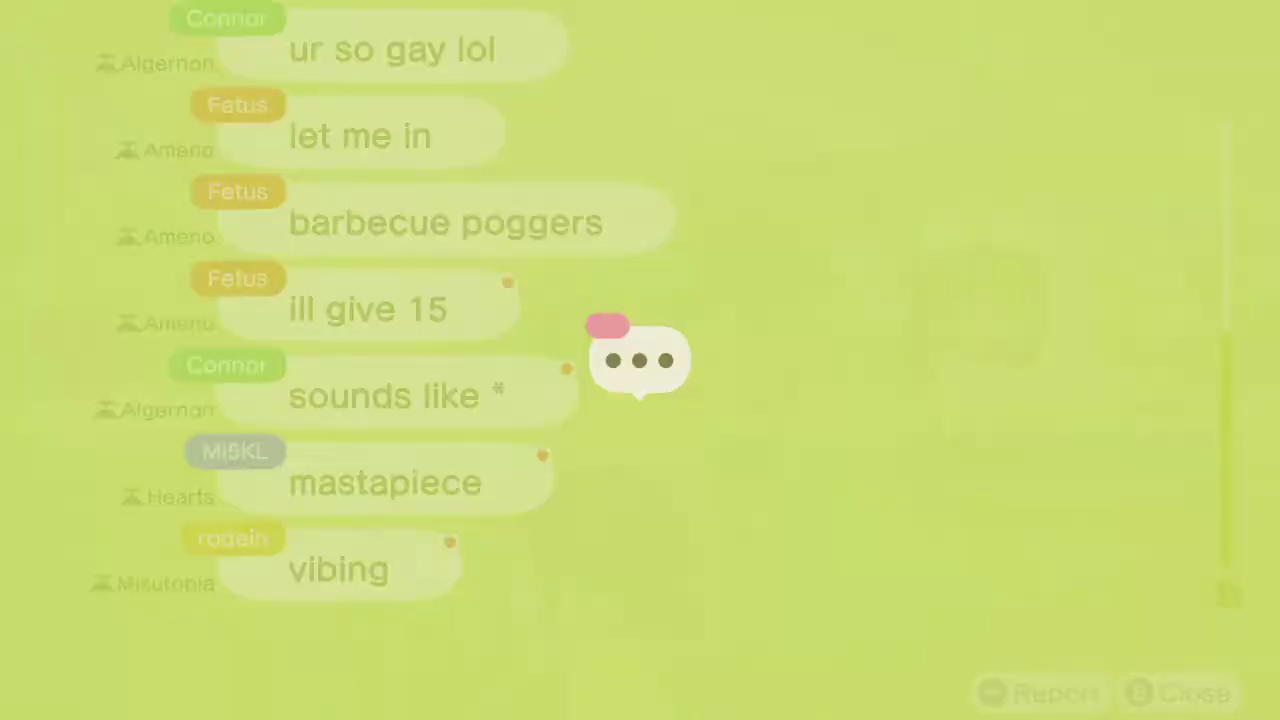 Connor
ur so gay lol
Algernon
Fetus
let me in
Ameno
Fetus
barbecue poggers
Ameno
Fetus
ill give 15
Ameno
Connor
sounds like *
Algernon
MiSKL
mastapiece
Hearts
rogein
vibing
Misutopia
Report
Close